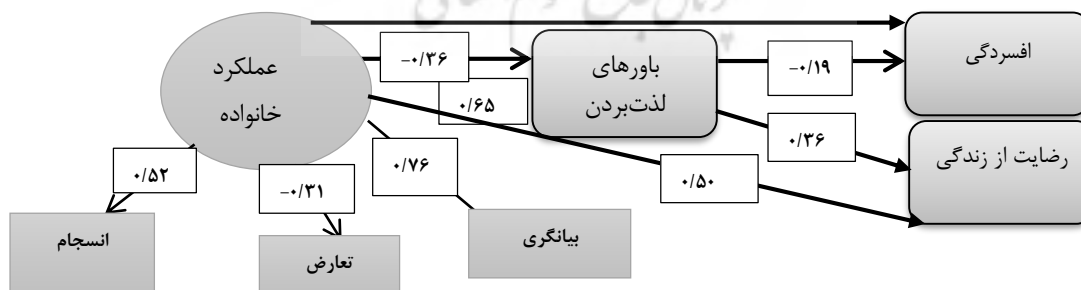 افسردگی
-۰/۳۶
-۰/۱۹
باورهای
لذت‌بردن
عملکرد
خانواده
۰/۶۵
۰/۳۶
رضایت از زندگی
۰/۵۰
۰/۷۶
۰/۵۲
-۰/۳۱
بیانگری
انسجام
تعارض